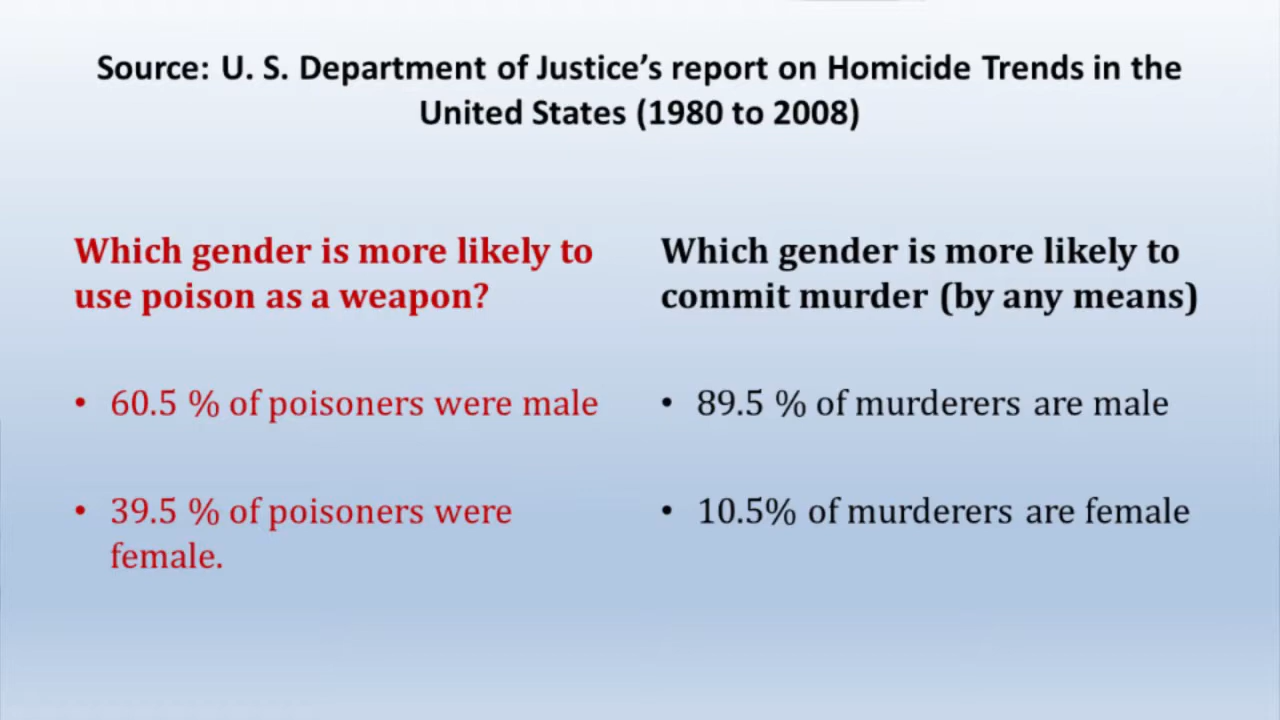 Source: U. S. Department of Justice’s report on Homicide Trends in the
United States (1980 to 2008)
Which gender is more likely to
use poison as a weapon?
• 60.5 % of poisoners were male
• 39.5 % of poisoners were
female.
Which gender is more likely to
commit murder (by any means)
• 89.5 % of murderers are male
• 10.5% of murderers are female